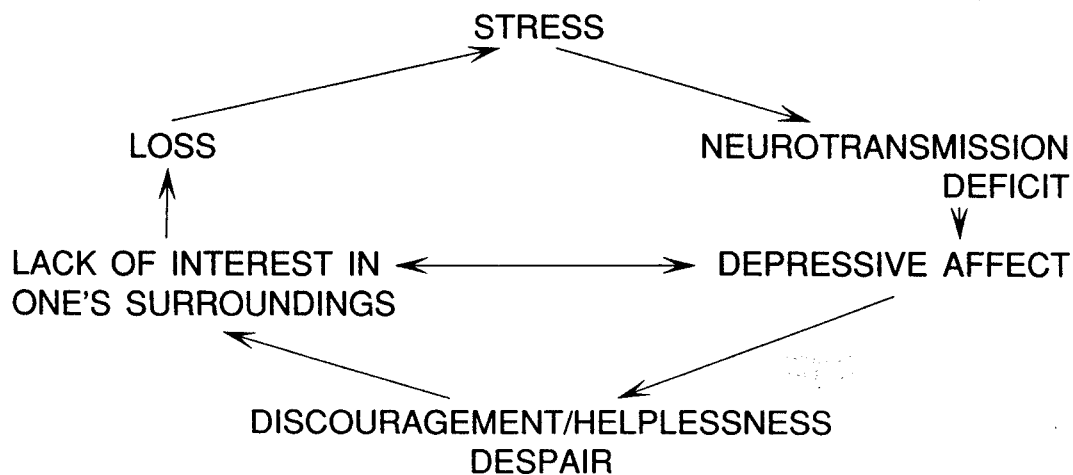 STRESS
LOSS
NEUROTRANSMISSION
DEFICIT
LACK OF INTEREST IN
ONE'S SURROUNDINGS
DEPRESSIVE AFFECT
DISCOURAGEMENT/HELPLESSNESS
DESPAIR